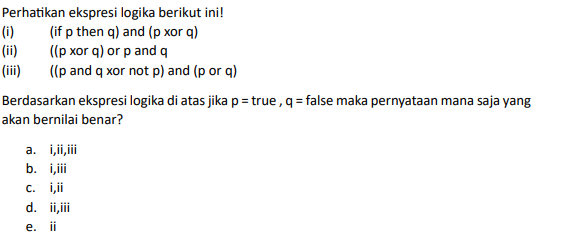 Perhatikan ekspresi logika berikut ini!
(i) (if p then q) and (p xor q)
(ii) ((p xor q) or p and q
(iii) ((p and q xor not p) and (p or q)
Berdasarkan ekspresi logika di atas jika p = true , q = false maka pernyataan mana saja yang
akan bernilai benar?
a. i,ii,iii
b. i,iii
c. i,ii
d. ii,iii
e. ii